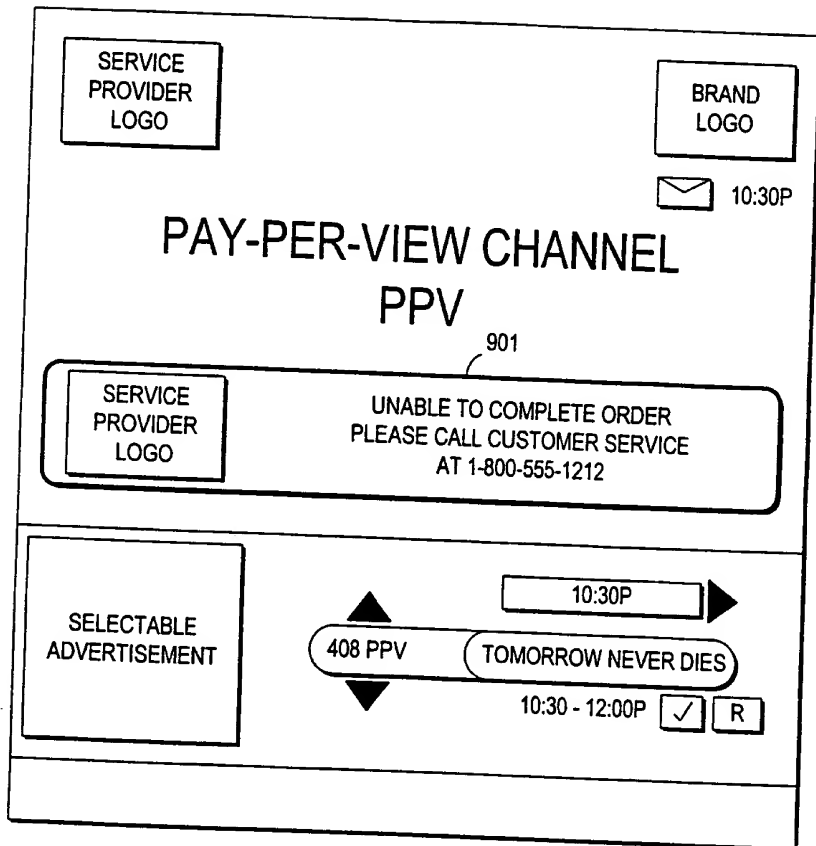 SERVICE
PROVIDER
LOGO
BRAND
LOGO
10:30P
PAY-PER-VIEW CHANNEL
PPV
901
SERVICE
PROVIDER
LOGO
UNABLE TO COMPLETE ORDER
PLEASE CALL CUSTOMER SERVICE
AT 1-800-555-1212
SELECTABLE
ADVERTISEMENT
10:30P
408 PPV
TOMORROW NEVER DIES
10:30 - 12:00P ✓ R